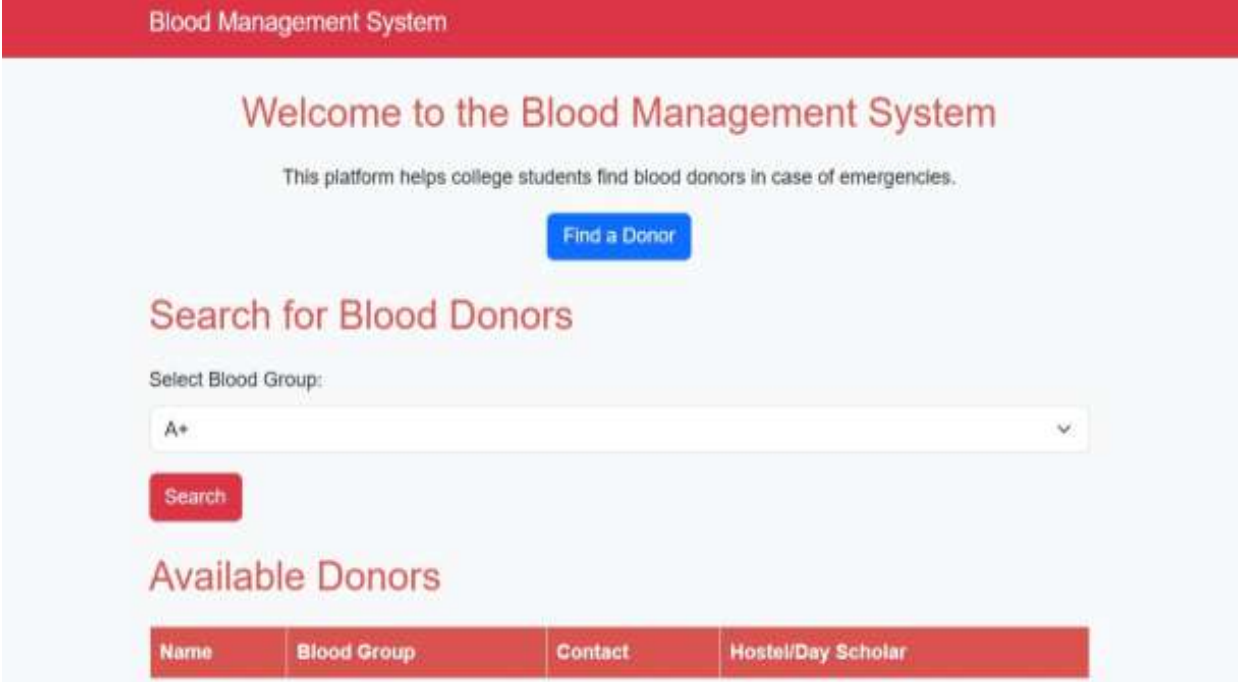 Blood Management System
Welcome to the Blood Management System
This platform helps college students find blood donors in case of emergencies.
Find a Donor
Search for Blood Donors
Select Blood Group:
A+
Search
Available Donors
Name Blood Group Contact Hostel/Day Scholar